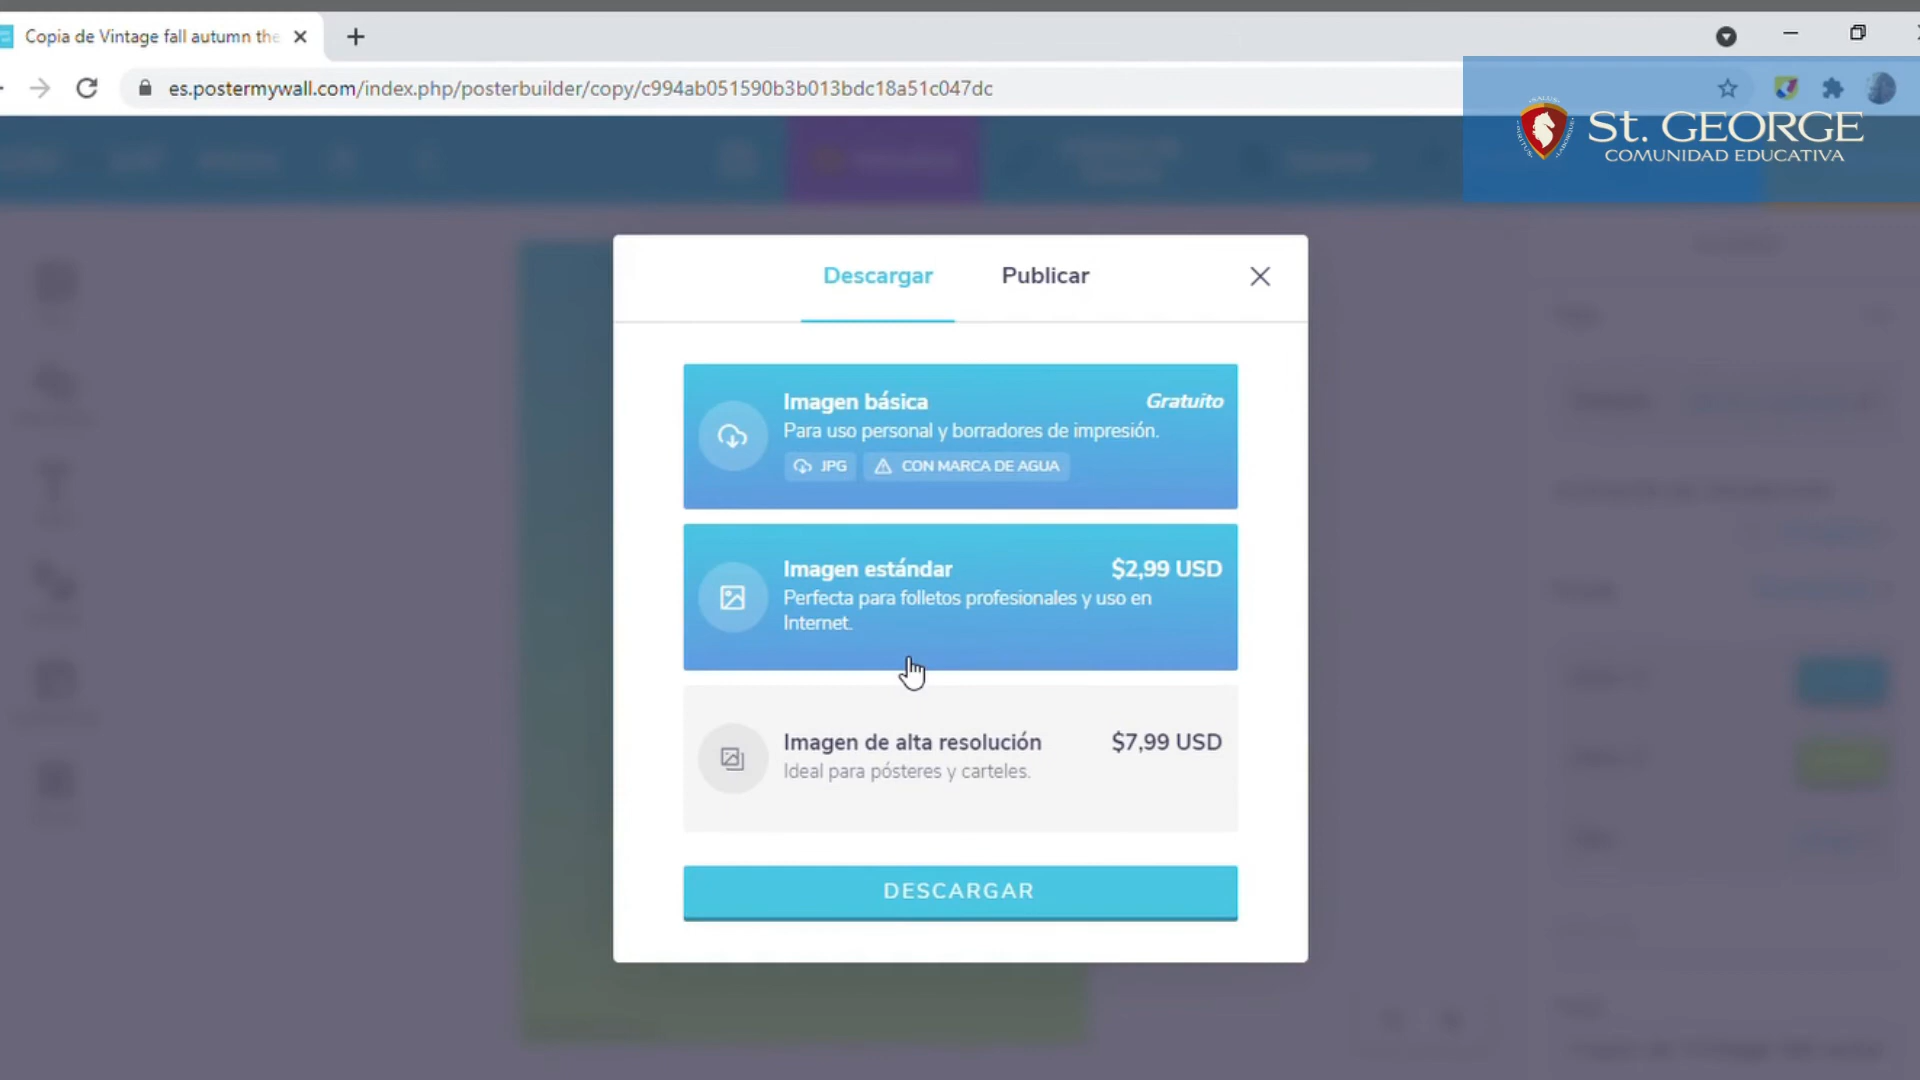 Copia de Vintage fall autumn the
es.postermywall.com/index.php/posterbuilder/copy/c994ab051590b3b013bdc18a51c047dc
St. GEORGE
COMUNIDAD EDUCATIVA
Descargar
Publicar
Imagen básica
Gratuito
Para uso personal y borradores de impresión.
JPG
CON MARCA DE AGUA
Imagen estándar
$2,99 USD
Perfecta para folletos profesionales y uso en
Internet.
Imagen de alta resolución
$7,99 USD
Ideal para pósteres y carteles.
DESCARGAR